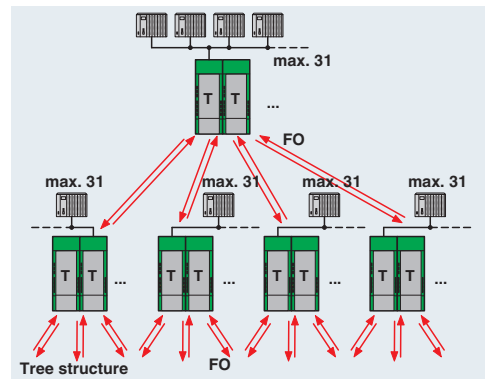 max. 31
T T ...
FO
max. 31 max. 31 max. 31 max. 31
T T ... T T ... T T ... T T ...
Tree structure FO